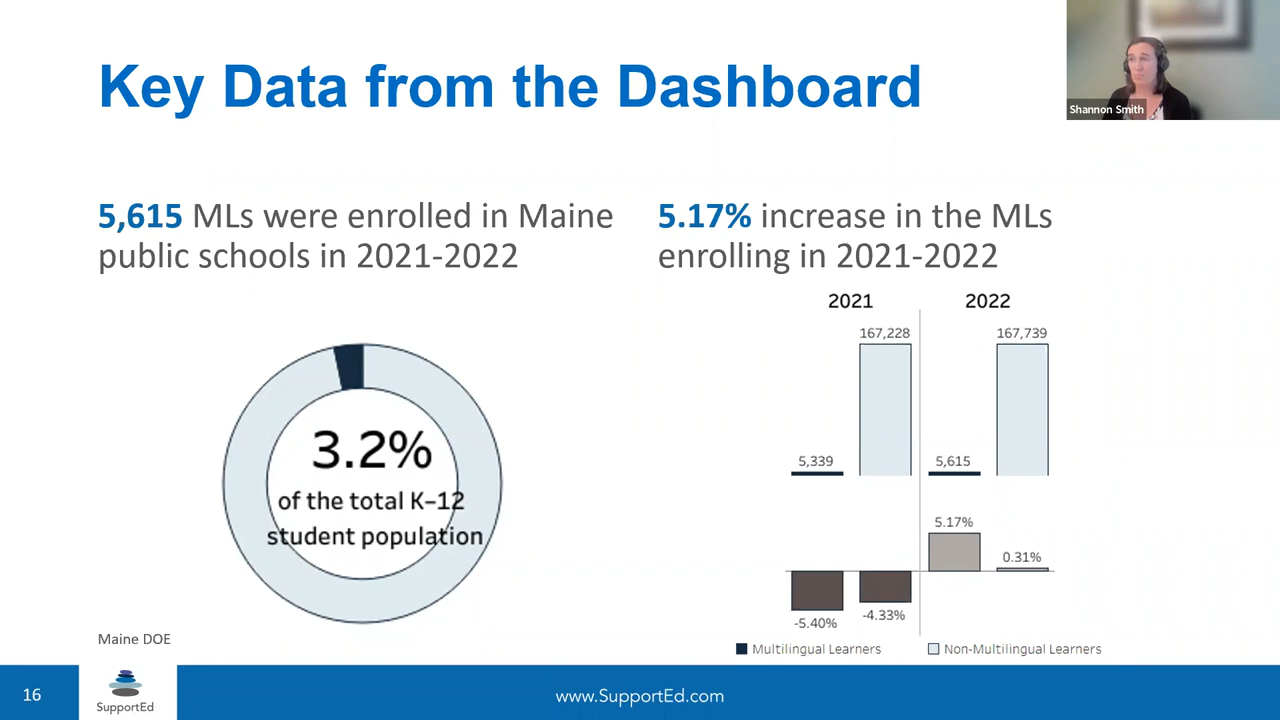 Key Data from the Dashboard
Shannon Smith
5,615 MLs were enrolled in Maine
public schools in 2021-2022
5.17% increase in the MLs
enrolling in 2021-2022
3.2%
of the total K–12
student population
2021
2022
167,228
167,739
5,339
5,615
5.17%
0.31%
-5.40%
-4.33%
Multilingual Learners
Non-Multilingual Learners
Maine DOE
16
SupportEd
www.SupportEd.com